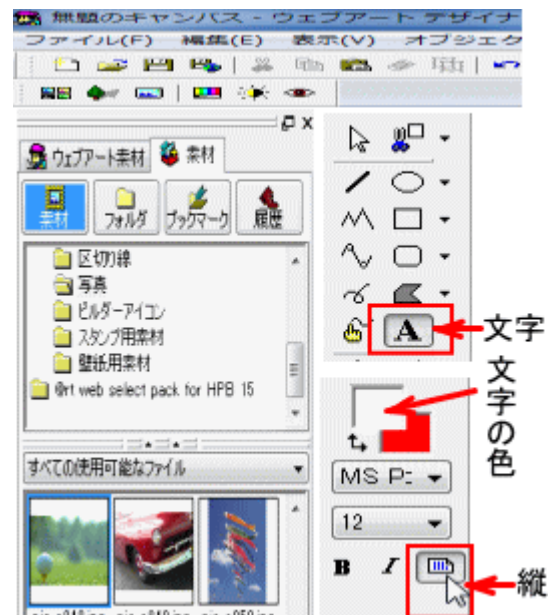 無題のキャンバス - ウェブアート デザイナ
ファイル(F) 編集(E) 表示(V) オブジェク
ウェブアート素材 素材
素材 フォルダ ブックマーク 履歴
区切り線
写真
ビルダーアイコン
スタンプ用素材
壁紙用素材
@rt web select pack for HPB 15
すべての使用可能なファイル
A
文字
文字の色
MS P
12
B I
縦